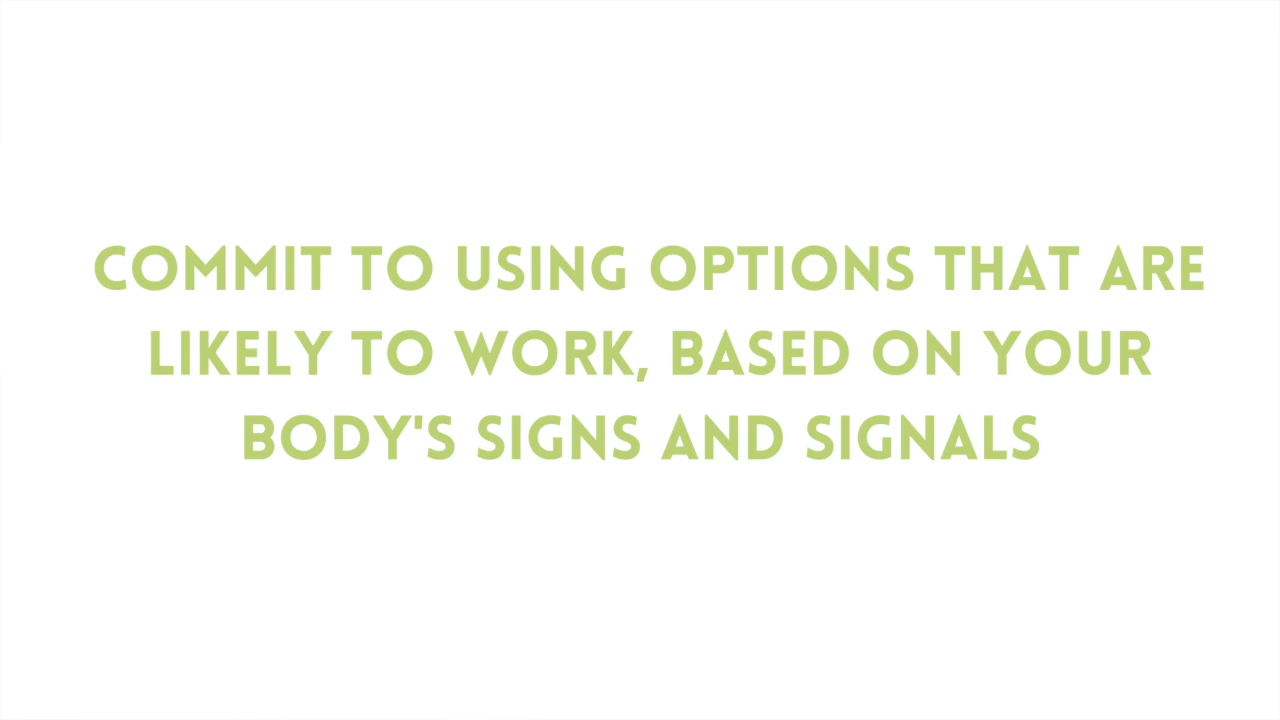 COMMIT TO USING OPTIONS THAT ARE
LIKELY TO WORK, BASED ON YOUR
BODY'S SIGNS AND SIGNALS